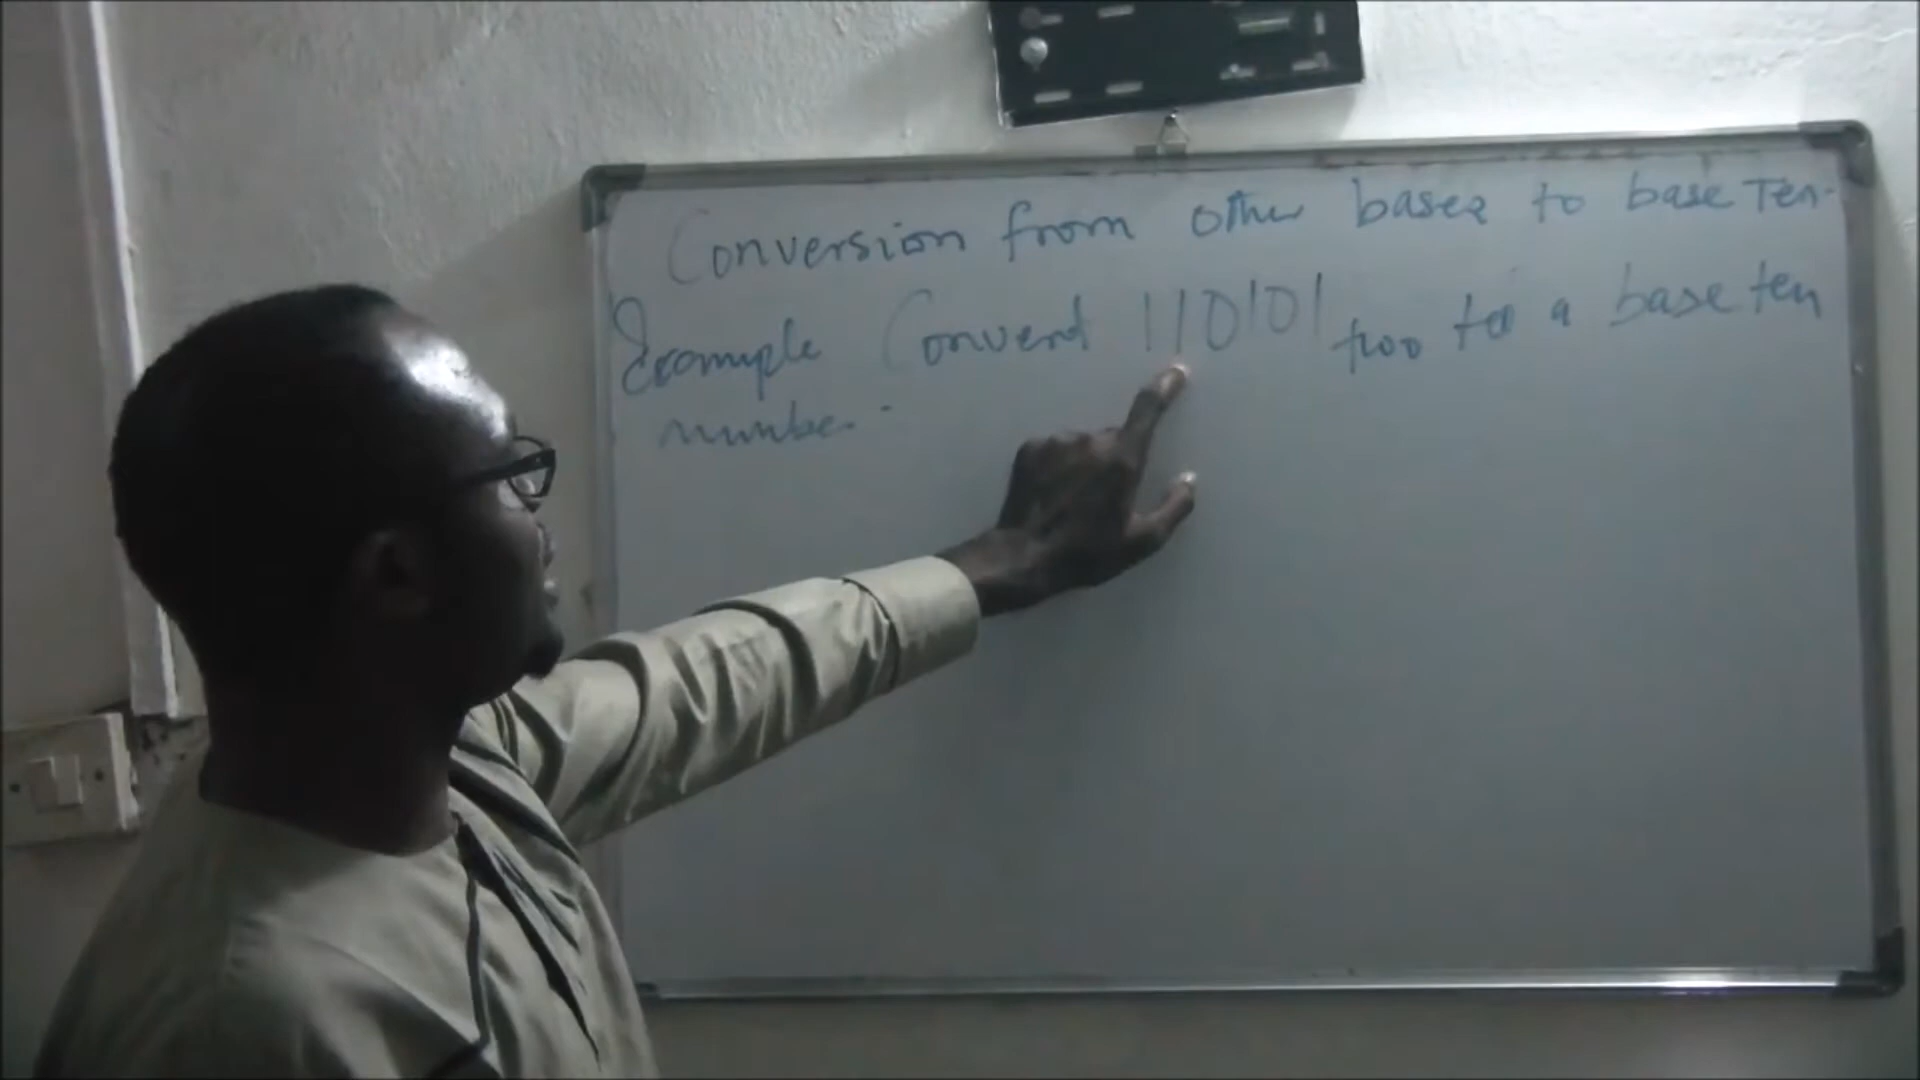 Conversion from other bases to base Ten.
Example Convert 110101 two to a base ten
number.